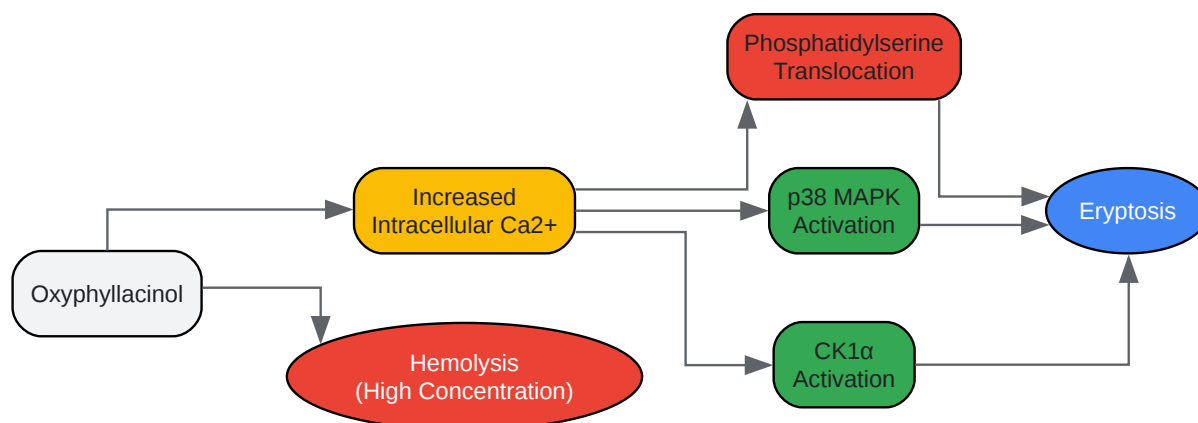 Phosphatidylserine
Translocation
Increased
Intracellular Ca2+
p38 MAPK
Activation
Eryptosis
Oxyphyllacinol
Hemolysis
(High Concentration)
CK1α
Activation